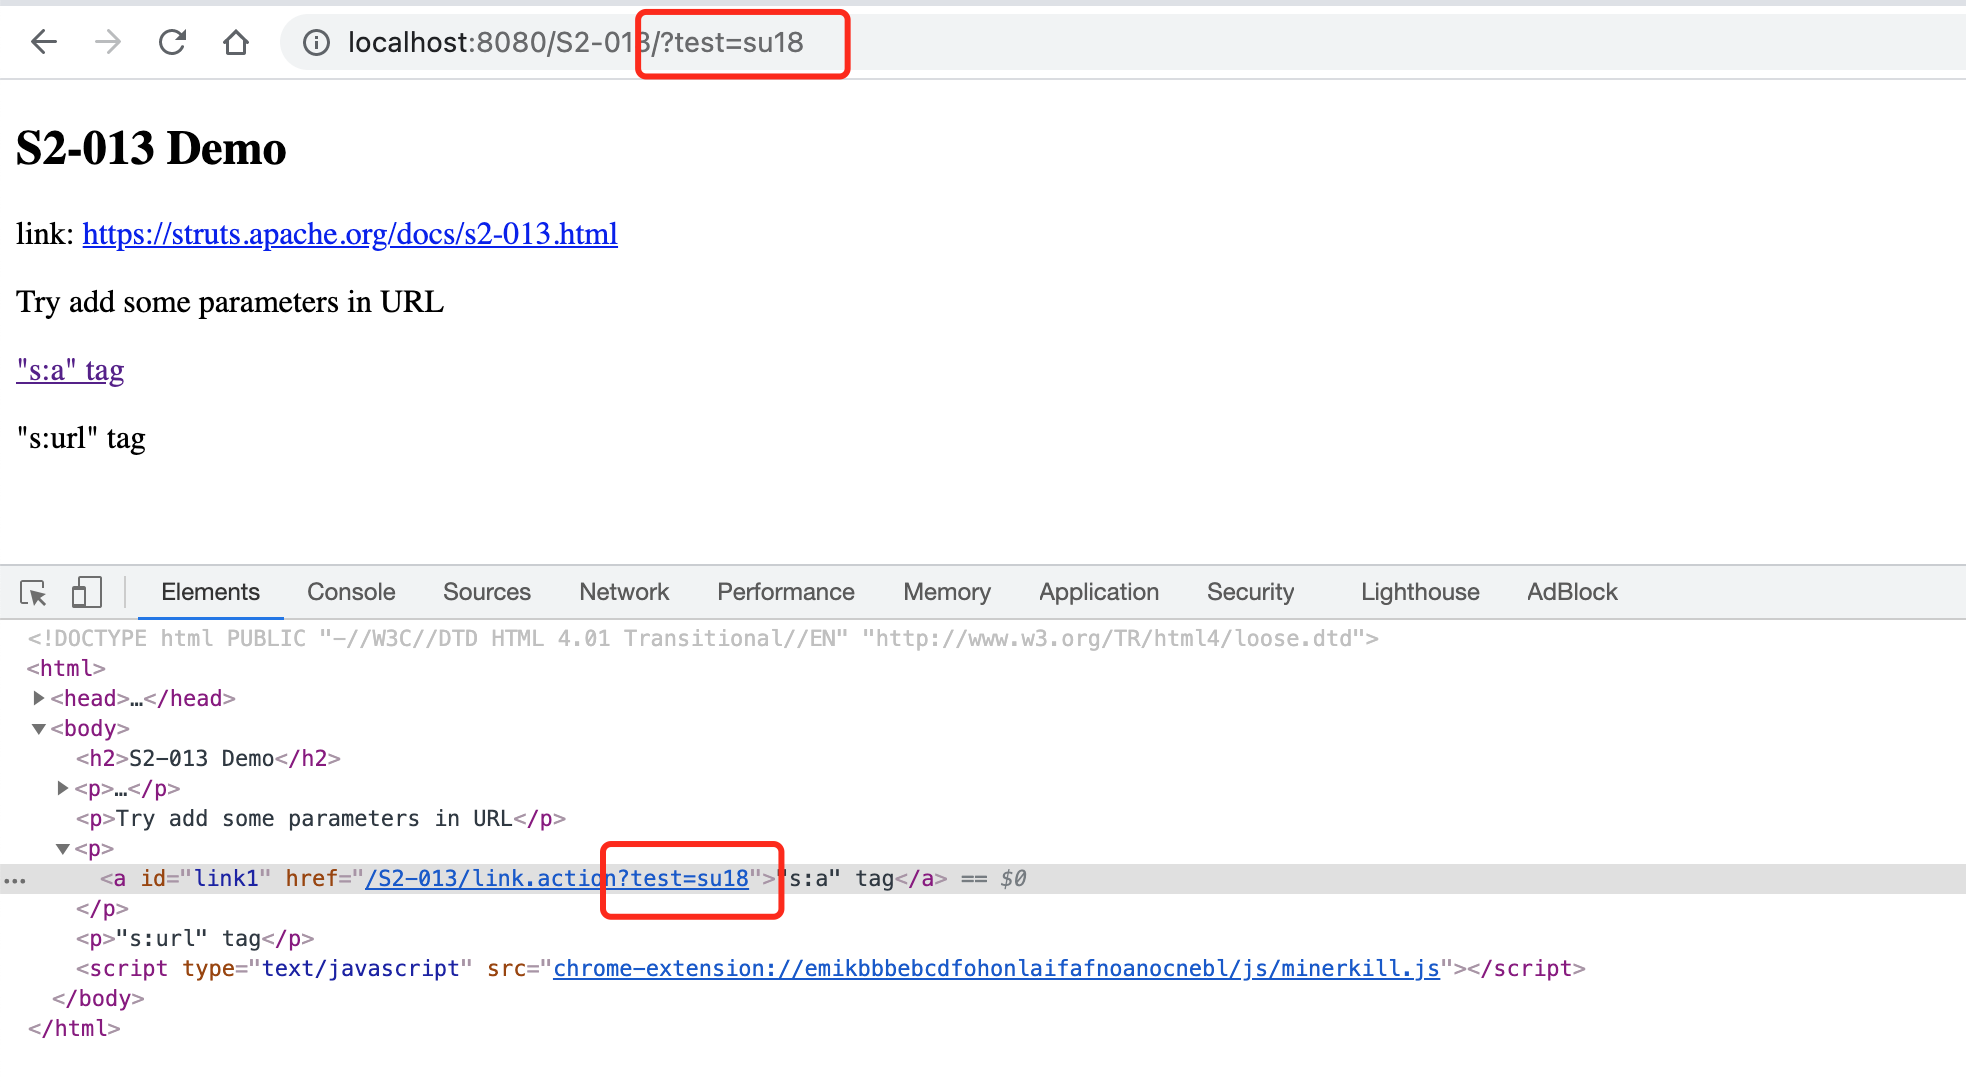 localhost:8080/S2-013/?test=su18
S2-013 Demo
link: https://struts.apache.org/docs/s2-013.html
Try add some parameters in URL
"s:a" tag
"s:url" tag
Elements Console Sources Network Performance Memory Application Security Lighthouse AdBlock
<!DOCTYPE html PUBLIC "-//W3C//DTD HTML 4.01 Transitional//EN" "http://www.w3.org/TR/html4/loose.dtd">
<html>
<head>…</head>
<body>
<h2>S2-013 Demo</h2>
<p>…</p>
<p>Try add some parameters in URL</p>
<p>
<a id="link1" href="/S2-013/link.action?test=su18">"s:a" tag</a> == $0
</p>
<p>"s:url" tag</p>
<script type="text/javascript" src="chrome-extension://emikbbbebcdfohonlaifafnoanocnebl/js/minerkill.js"></script>
</body>
</html>